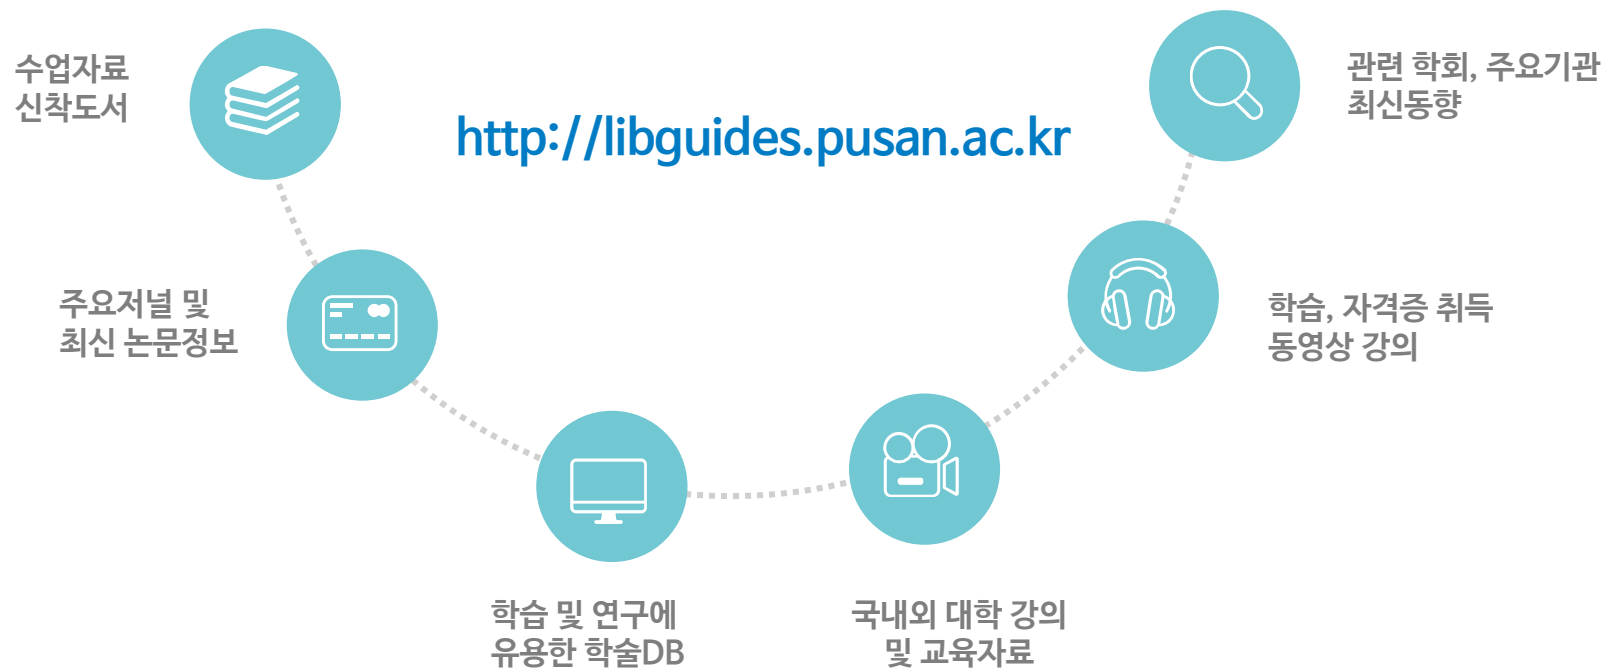 수업자료
신착도서
http://libguides.pusan.ac.kr
관련 학회, 주요기관
최신동향
주요저널 및
최신 논문정보
학습, 자격증 취득
동영상 강의
학습 및 연구에
유용한 학술DB
국내외 대학 강의
및 교육자료